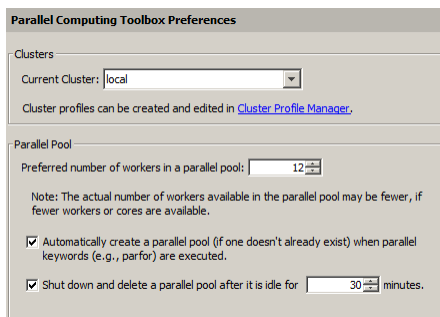 Parallel Computing Toolbox Preferences
Clusters
Current Cluster: local
Cluster profiles can be created and edited in Cluster Profile Manager.
Parallel Pool
Preferred number of workers in a parallel pool: 12
Note: The actual number of workers available in the parallel pool may be fewer, if
fewer workers or cores are available.
Automatically create a parallel pool (if one doesn't already exist) when parallel
keywords (e.g., parfor) are executed.
Shut down and delete a parallel pool after it is idle for 30 minutes.